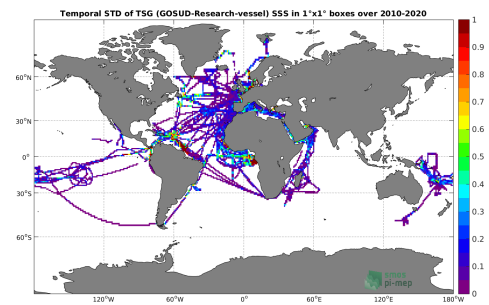 Temporal STD of TSG (GOSUD-Research-vessel) SSS in 1°x1° boxes over 2010-2020
1
0.9
0.8
0.7
0.6
0.5
0.4
0.3
0.2
0.1
0
60°N
30°N
0°
30°S
60°S
120°W
60°W
0°
60°E
120°E
180°W
smos
pi-mep